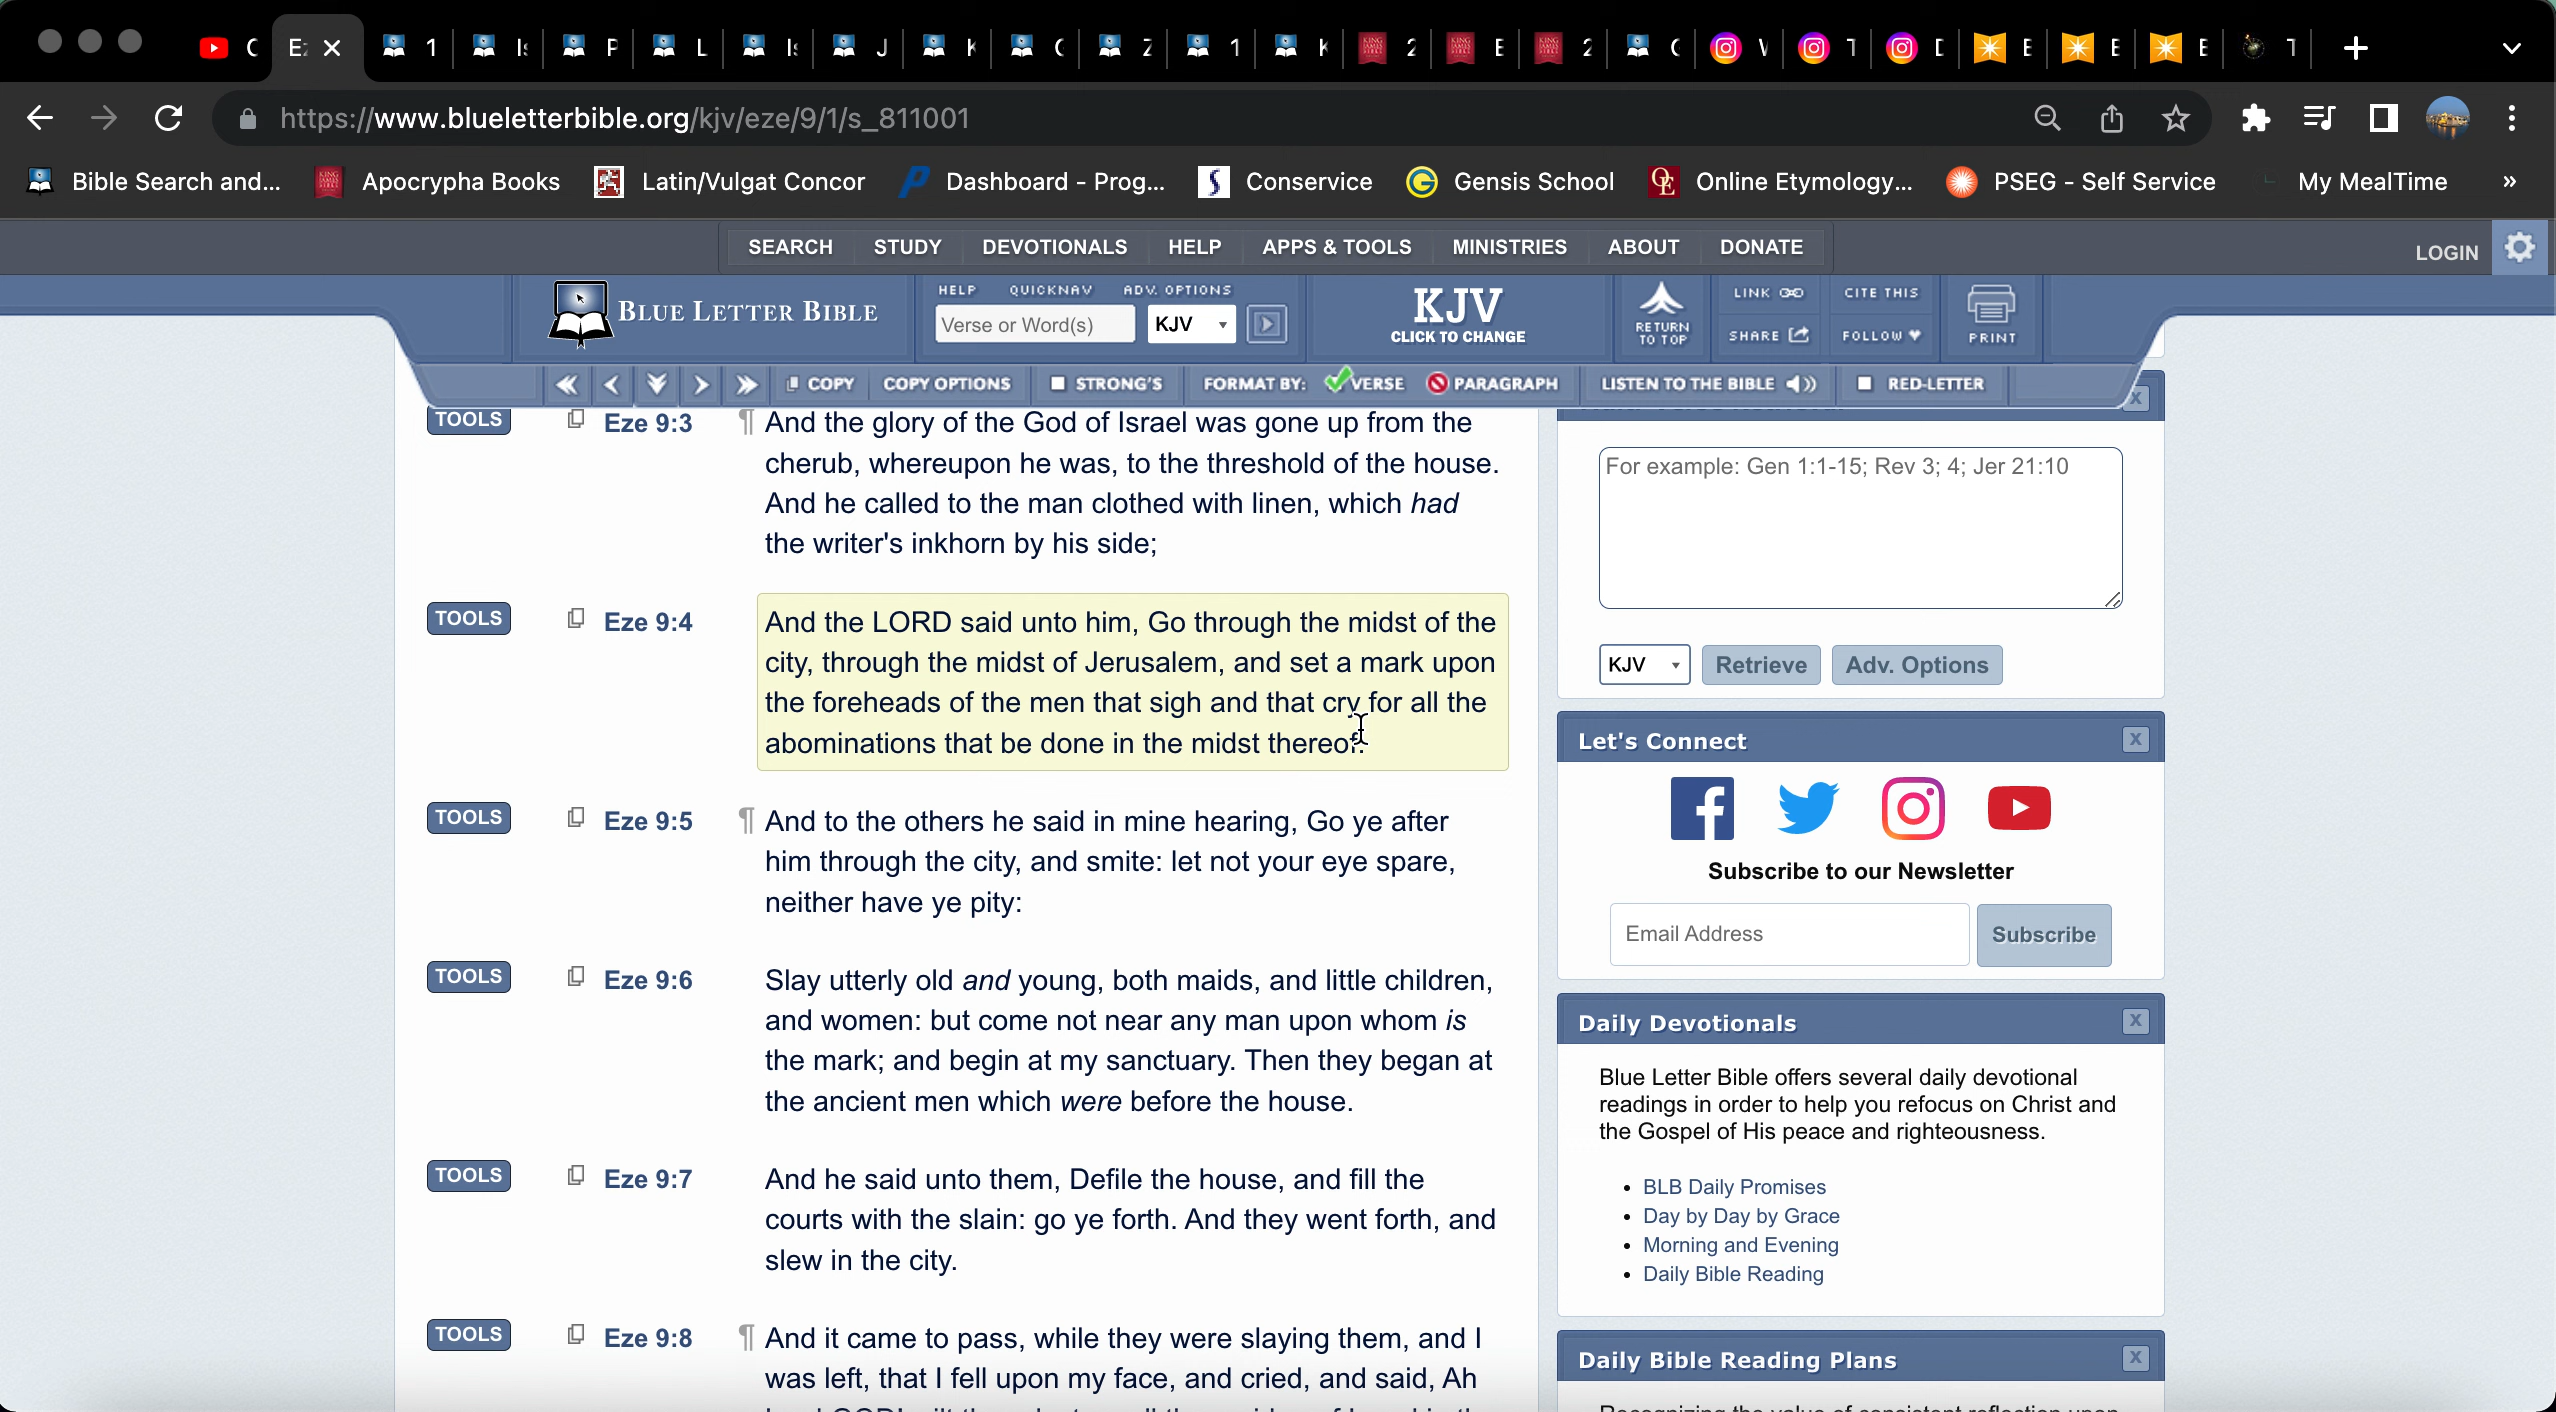 https://www.blueletterbible.org/kjv/eze/9/1/s_811001
Bible Search and...
Apocrypha Books
Latin/Vulgat Concor
Dashboard - Prog...
Conservice
Gensis School
Online Etymology...
PSEG - Self Service
My MealTime
»
SEARCH STUDY DEVOTIONALS HELP APPS & TOOLS MINISTRIES ABOUT DONATE
LOGIN
BLUE LETTER BIBLE
HELP QUICKNAV ADV. OPTIONS
Verse or Word(s)
KJV
KJV
CLICK TO CHANGE
RETURN
TO TOP
LINK
CITE THIS
SHARE
FOLLOW
PRINT
COPY COPY OPTIONS STRONG'S FORMAT BY: VERSE PARAGRAPH LISTEN TO THE BIBLE RED-LETTER
TOOLS Eze 9:3 ¶ And the glory of the God of Israel was gone up from the
cherub, whereupon he was, to the threshold of the house.
And he called to the man clothed with linen, which had
the writer's inkhorn by his side;
TOOLS Eze 9:4 And the LORD said unto him, Go through the midst of the
city, through the midst of Jerusalem, and set a mark upon
the foreheads of the men that sigh and that cry for all the
abominations that be done in the midst thereof.
TOOLS Eze 9:5 ¶ And to the others he said in mine hearing, Go ye after
him through the city, and smite: let not your eye spare,
neither have ye pity:
TOOLS Eze 9:6 Slay utterly old and young, both maids, and little children,
and women: but come not near any man upon whom is
the mark; and begin at my sanctuary. Then they began at
the ancient men which were before the house.
TOOLS Eze 9:7 And he said unto them, Defile the house, and fill the
courts with the slain: go ye forth. And they went forth, and
slew in the city.
TOOLS Eze 9:8 ¶ And it came to pass, while they were slaying them, and I
was left, that I fell upon my face, and cried, and said, Ah
For example: Gen 1:1-15; Rev 3; 4; Jer 21:10
KJV Retrieve Adv. Options
Let's Connect
X
Subscribe to our Newsletter
Email Address
Subscribe
Daily Devotionals
X
Blue Letter Bible offers several daily devotional
readings in order to help you refocus on Christ and
the Gospel of His peace and righteousness.
• BLB Daily Promises
• Day by Day by Grace
• Morning and Evening
• Daily Bible Reading
Daily Bible Reading Plans
X